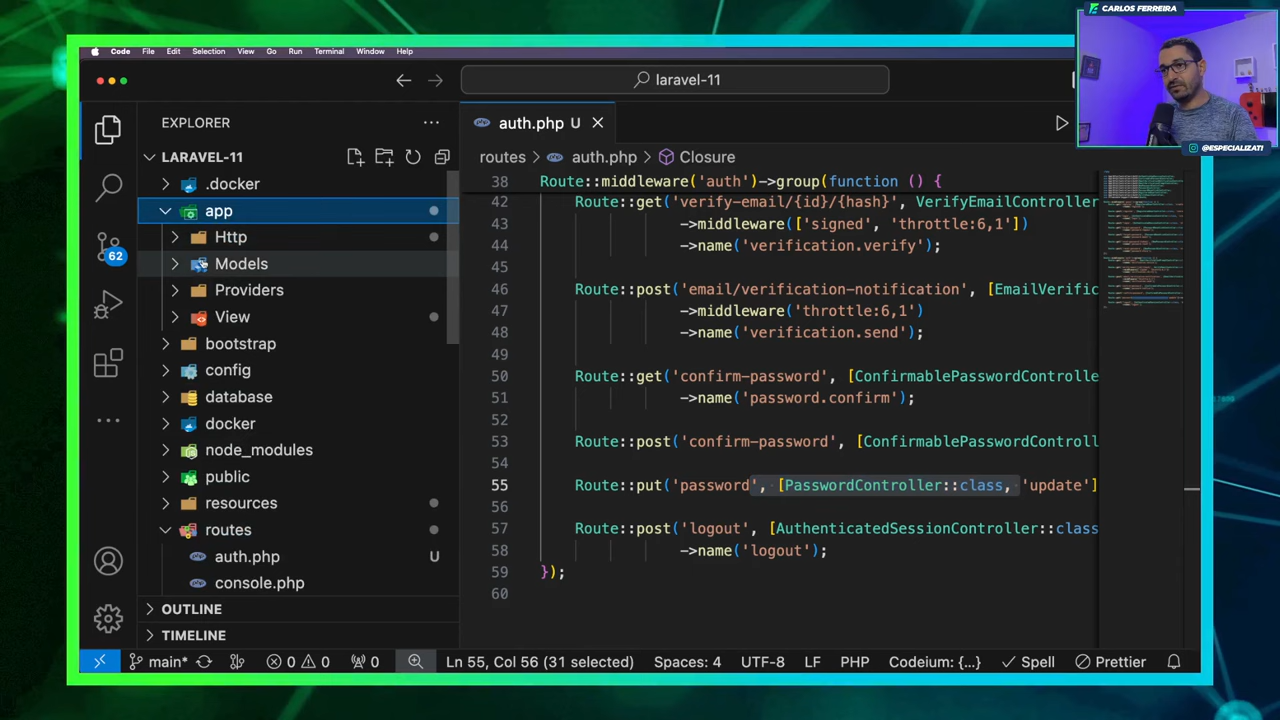 CARLOS FERREIRA
Code File Edit Selection View Go Run Terminal Window Help
laravel-11
EXPLORER
auth.php U
@ESPECIALIZATI
LARAVEL-11
routes > auth.php > Closure
.docker
app
Http
Models
Providers
View
bootstrap
config
database
docker
node_modules
public
resources
routes
auth.php U
console.php
OUTLINE
TIMELINE
62
38 Route::middleware('auth')->group(function () {
42 Route::get('verify-email/{id}/{hash}', VerifyEmailController
43 ->middleware(['signed', 'throttle:6,1'])
44 ->name('verification.verify');
45
46 Route::post('email/verification-notification', [EmailVerific
47 ->middleware('throttle:6,1')
48 ->name('verification.send');
49
50 Route::get('confirm-password', [ConfirmablePasswordControlle
51 ->name('password.confirm');
52
53 Route::post('confirm-password', [ConfirmablePasswordControll
54
55 Route::put('password', [PasswordController::class, 'update']
56
57 Route::post('logout', [AuthenticatedSessionController::class
58 ->name('logout');
59 });
60
main* 0 0 0 Ln 55, Col 56 (31 selected) Spaces: 4 UTF-8 LF PHP Codeium: {...} Spell Prettier